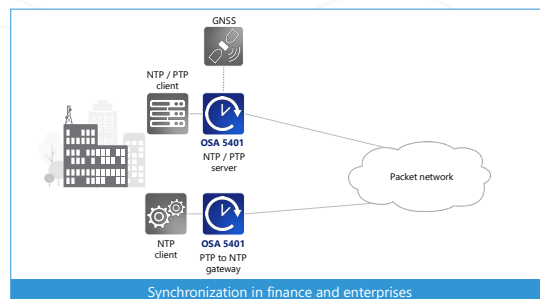 GNSS
NTP / PTP
client
OSA 5401
NTP / PTP
server
Packet network
NTP
client
OSA 5401
PTP to NTP
gateway
Synchronization in finance and enterprises